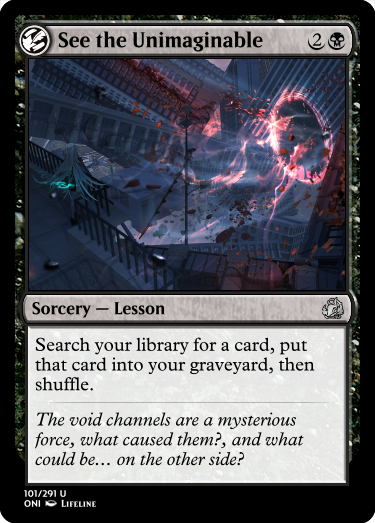 See the Unimaginable 2
Sorcery — Lesson
Search your library for a card, put
that card into your graveyard, then
shuffle.
The void channels are a mysterious
force, what caused them?, and what
could be… on the other side?
101/291 U
ONI Lifeline